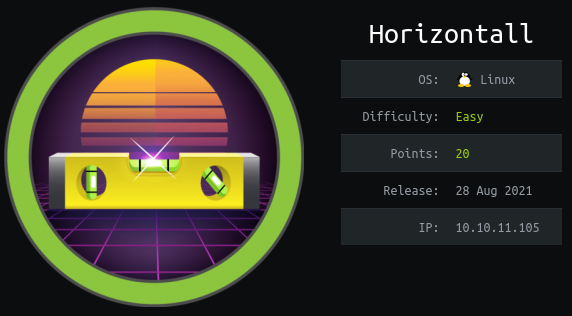 Horizontall
OS: Linux
Difficulty: Easy
Points: 20
Release: 28 Aug 2021
IP: 10.10.11.105